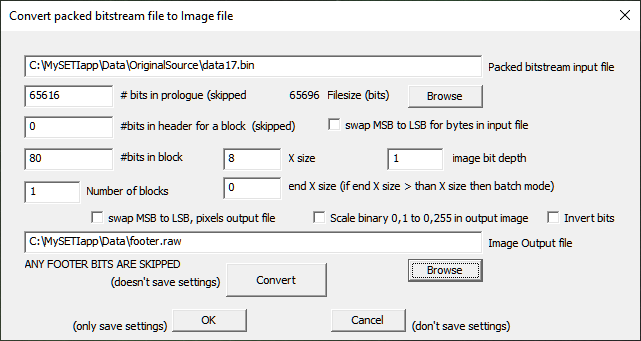 Convert packed bitstream file to Image file
C:\MySETIapp\Data\OriginalSource\data17.bin Packed bitstream input file
65616 # bits in prologue (skipped 65696 Filesize (bits) Browse
0 #bits in header for a block (skipped) swap MSB to LSB for bytes in input file
80 #bits in block 8 X size 1 image bit depth
1 Number of blocks 0 end X size (if end X size > than X size then batch mode)
swap MSB to LSB, pixels output file Scale binary 0,1 to 0,255 in output image Invert bits
C:\MySETIapp\Data\footer.raw Image Output file
ANY FOOTER BITS ARE SKIPPED Browse
(doesn't save settings) Convert
(only save settings) OK Cancel (don't save settings)